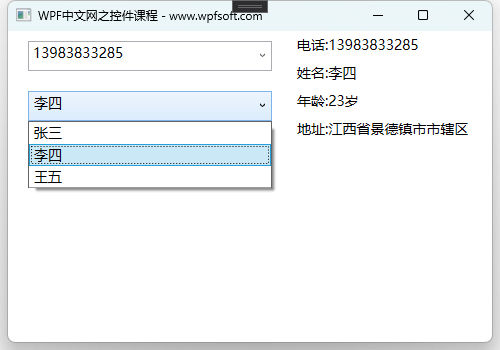 WPF中文网之控件课程 - www.wpfsoft.com
13983833285
李四
张三
李四
王五
电话:13983833285
姓名:李四
年龄:23岁
地址:江西省景德镇市市辖区